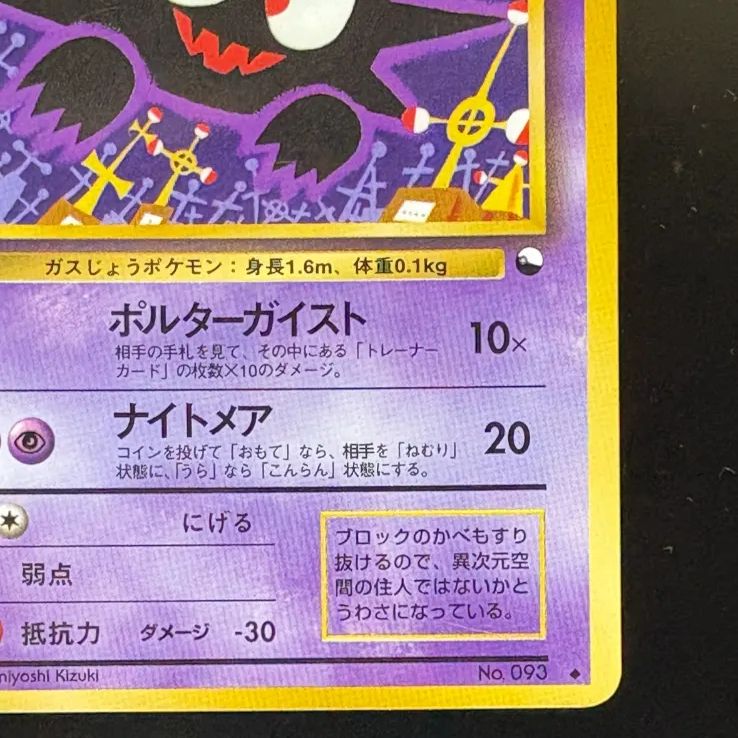 ガスじょうポケモン：身長1.6m、体重0.1kg
ポルターガイスト 10×
相手の手札を見て、その中にある「トレーナー
カード」の枚数×10のダメージ。
ナイトメア 20
コインを投げて「おもて」なら、相手を「ねむり」
状態に、「うら」なら「こんらん」状態にする。
にげる
弱点
抵抗力 ダメージ -30
ブロックのかべもすり
抜けるので、異次元空
間の住人ではないかと
うわさになっている。
miyoshi Kizuki No. 093